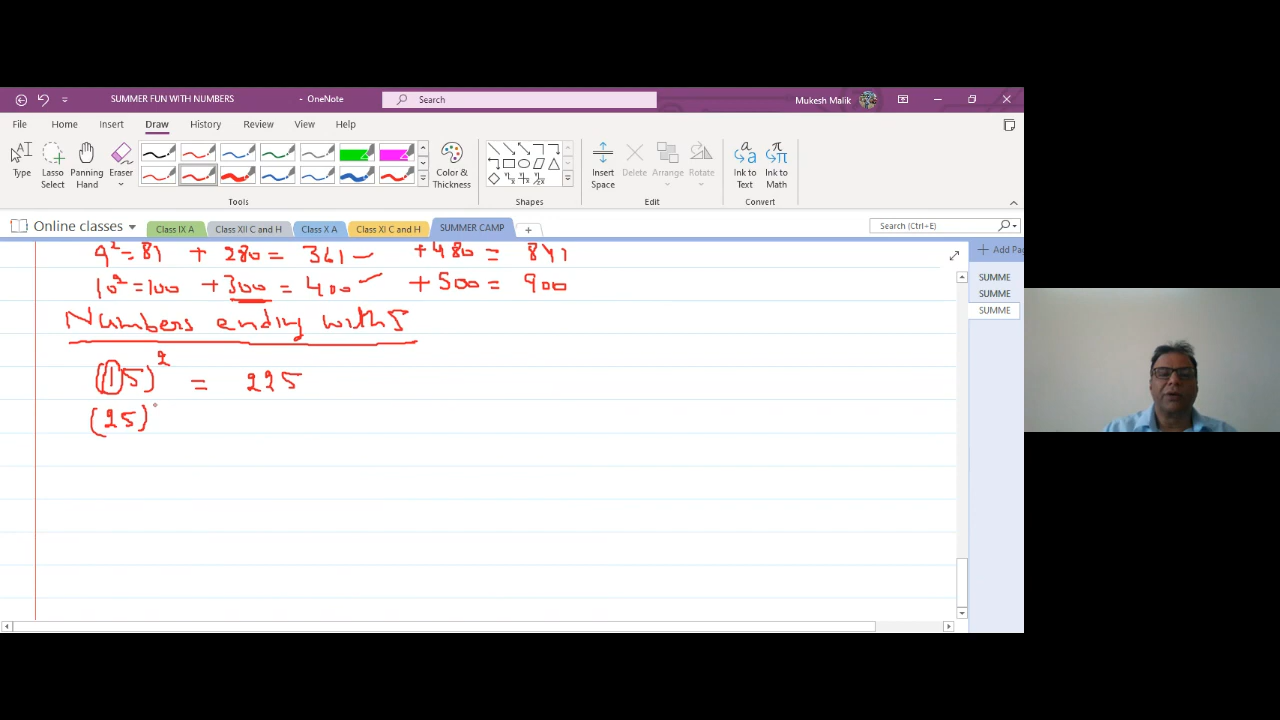 SUMMER FUN WITH NUMBERS - OneNote Search Mukesh Malik
File Home Insert Draw History Review View Help
Type Lasso Select Panning Hand Eraser Color & Thickness Insert Space Delete Arrange Rotate Ink to Text Ink to Math
Tools Shapes Edit Convert
Online classes Class IX A Class XII C and H Class X A Class XI C and H SUMMER CAMP + Search (Ctrl+E)
9² = 81 + 280 = 361 + 480 = 841
+ Add Pag
10² = 100 + 300 = 400 + 500 = 900
SUMME
SUMME
SUMME
Numbers ending with 5
(15)² = 225
(25)